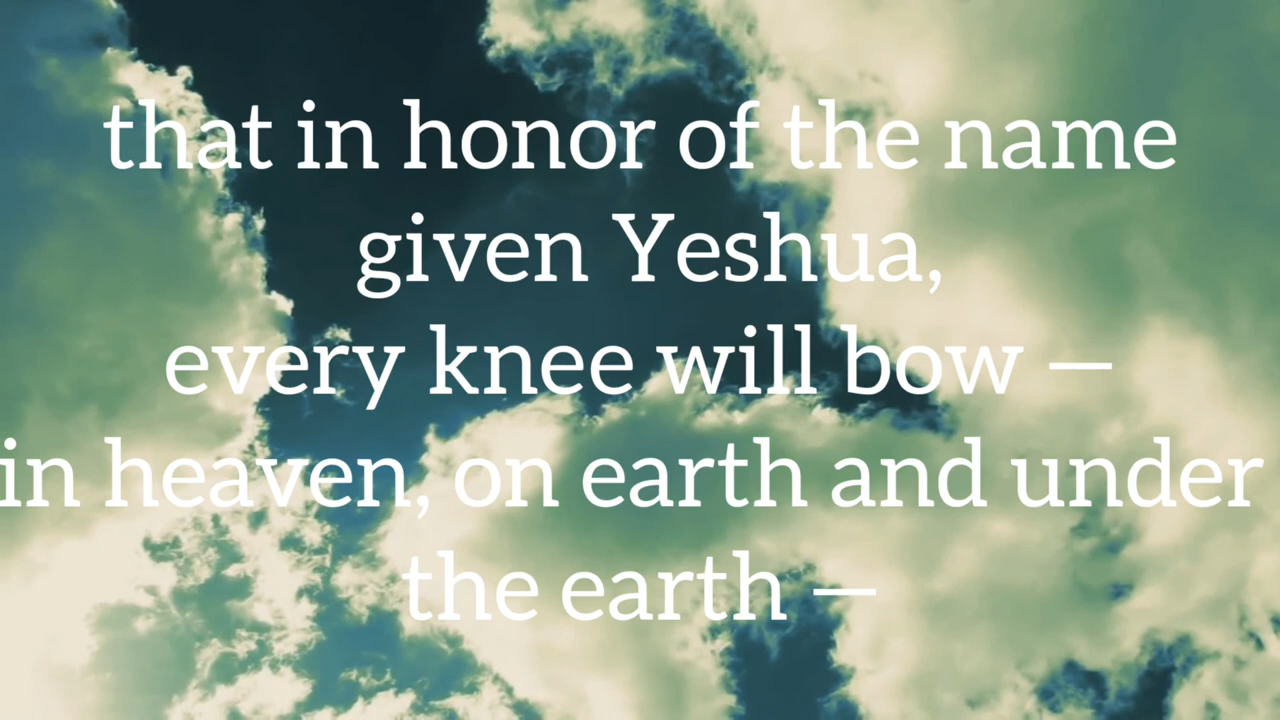 that in honor of the name
given Yeshua,
every knee will bow —
in heaven, on earth and under
the earth —